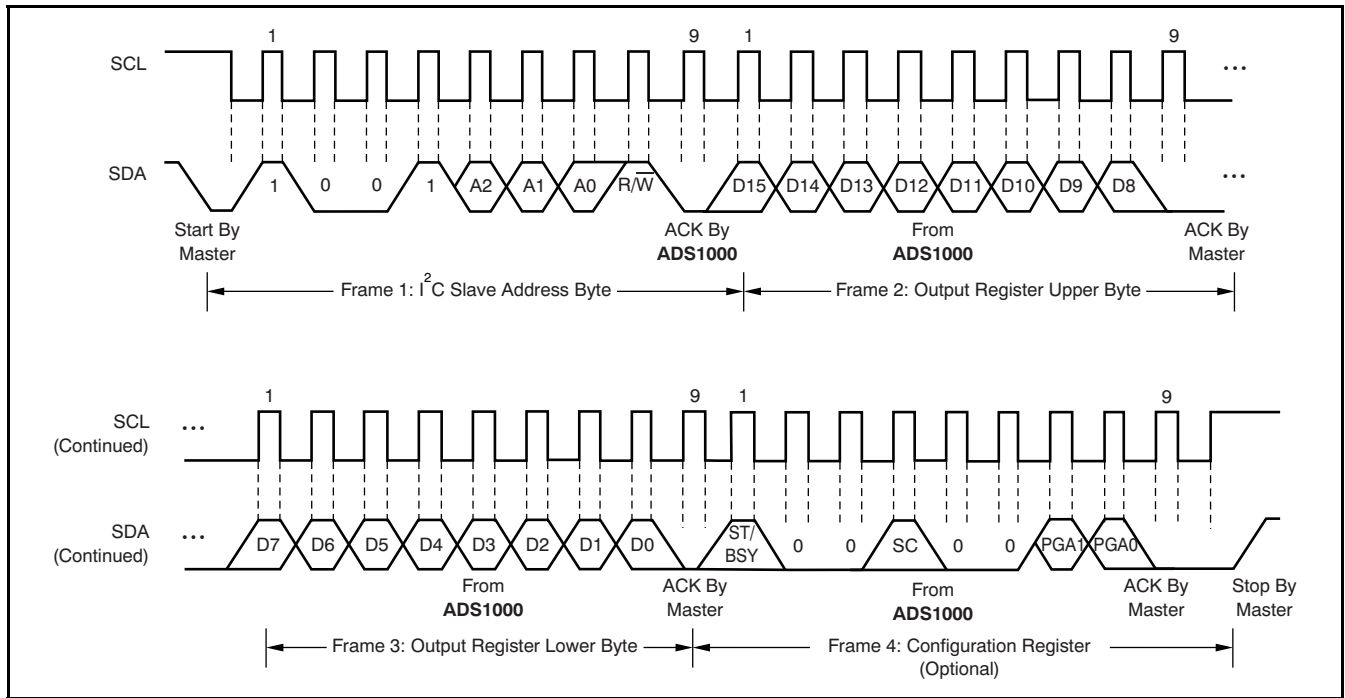 1 9 1 9
SCL ...
SDA 1 0 0 1 A2 A1 A0 R/W̅ D15 D14 D13 D12 D11 D10 D9 D8 ...
Start By Master
ACK By ADS1000
From ADS1000
ACK By Master
Frame 1: I²C Slave Address Byte
Frame 2: Output Register Upper Byte
1 9 1 9
SCL (Continued) ...
SDA (Continued) ... D7 D6 D5 D4 D3 D2 D1 D0 ST/BSY 0 0 SC 0 0 PGA1 PGA0
From ADS1000
ACK By Master
From ADS1000
ACK By Master
Stop By Master
Frame 3: Output Register Lower Byte
Frame 4: Configuration Register
(Optional)